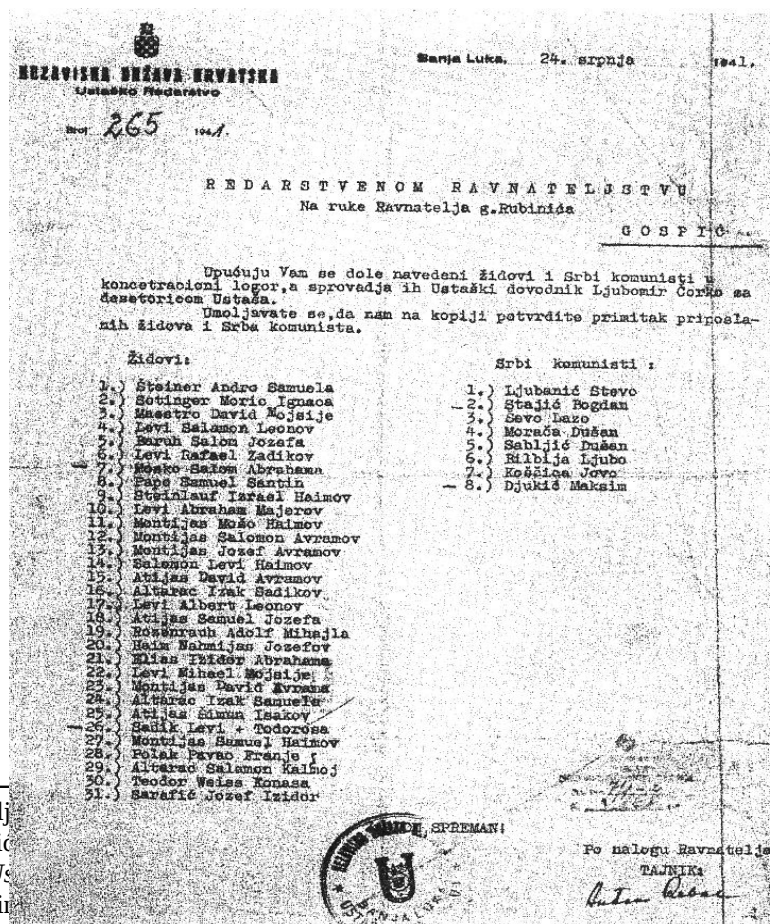 NEZAVISNA DRŽAVA HRVATSKA
Ustaško Redarstvo
Broj 265 1941.
Banja Luka, 24. srpnja 1941.
REDARSTVENOM RAVNATELJSTVU
Na ruke Ravnatelja g.Rubinića
GOSPIĆ
Upućuju Vam se dole navedeni židovi i Srbi komunisti u
koncetracioni logor,a sprovadja ih Ustaški dovodnik Ljubomir Čorko sa
desetoricom Ustaša.
Umoljavate se,da nam na kopiji potvrdite primitak priposla-
nih židova i Srba komunista.
Židovi:
1.) Steiner Andro Samuela
2.) Setinger Moric Ignaca
3.) Maestro David Mojsije
4.) Levi Salamon Leonov
5.) Baruh Salom Jozefa
6.) Levi Rafael Zadikov
7.) Mosko Salom Abrahama
8.) Papo Samuel Santin
9.) Steinlauf Izrael Haimov
10.) Levi Abraham Majerov
11.) Montijas Mošo Haimov
12.) Montijas Salomon Avramov
13.) Montijas Jozef Avramov
14.) Salomon Levi Haimov
15.) Atijas David Avramov
16.) Altarac Izak Sadikov
17.) Levi Albert Leonov
18.) Atijas Samuel Jozefa
19.) Rosenrauh Adolf Mihajla
20.) Haim Nahmijas Jozefov
21.) Elias Izidor Abrahama
22.) Levi Mihael Mojsije
23.) Montijas David Avrama
24.) Altarac Izak Samuela
25.) Atijas Simun Isakov
26.) Sadik Levi + Todorosa
27.) Montijas Samuel Haimov
28.) Polak Pavao Franje
29.) Altarac Salamon Kalmoj
30.) Teodor Weiss Konasa
31.) Sarafić Jozef Izidor
Srbi komunisti :
1.) Ljubanić Stevo
2.) Stajić Bogdan
3.) Sevo Lazo
4.) Morača Dušan
5.) Sabljić Dušan
6.) Bilbija Ljubo
7.) Košćica Jovo
8.) Djukić Maksim
SPREMAN!
BANJA LUKA
Po nalogu Ravnatelja
TAJNIK: